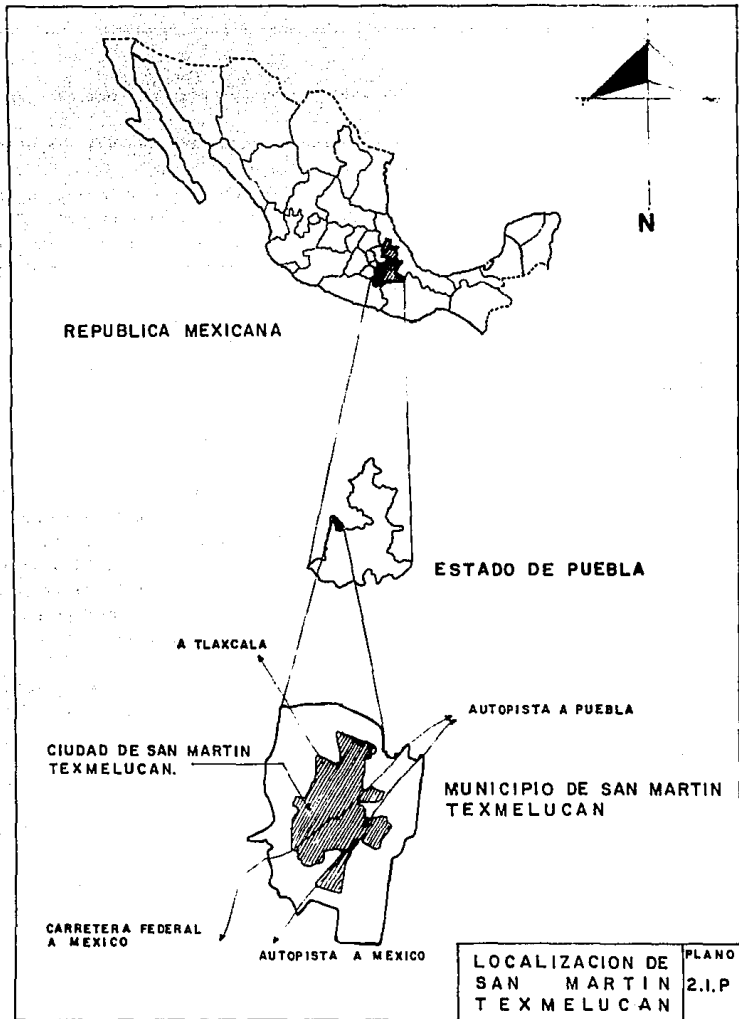 N
REPUBLICA MEXICANA
ESTADO DE PUEBLA
A TLAXCALA
AUTOPISTA A PUEBLA
CIUDAD DE SAN MARTIN
TEXMELUCAN.
MUNICIPIO DE SAN MARTIN
TEXMELUCAN
CARRETERA FEDERAL
A MEXICO
AUTOPISTA A MEXICO
LOCALIZACION DE
SAN MARTIN
TEXMELUCAN
PLANO
2.1.P